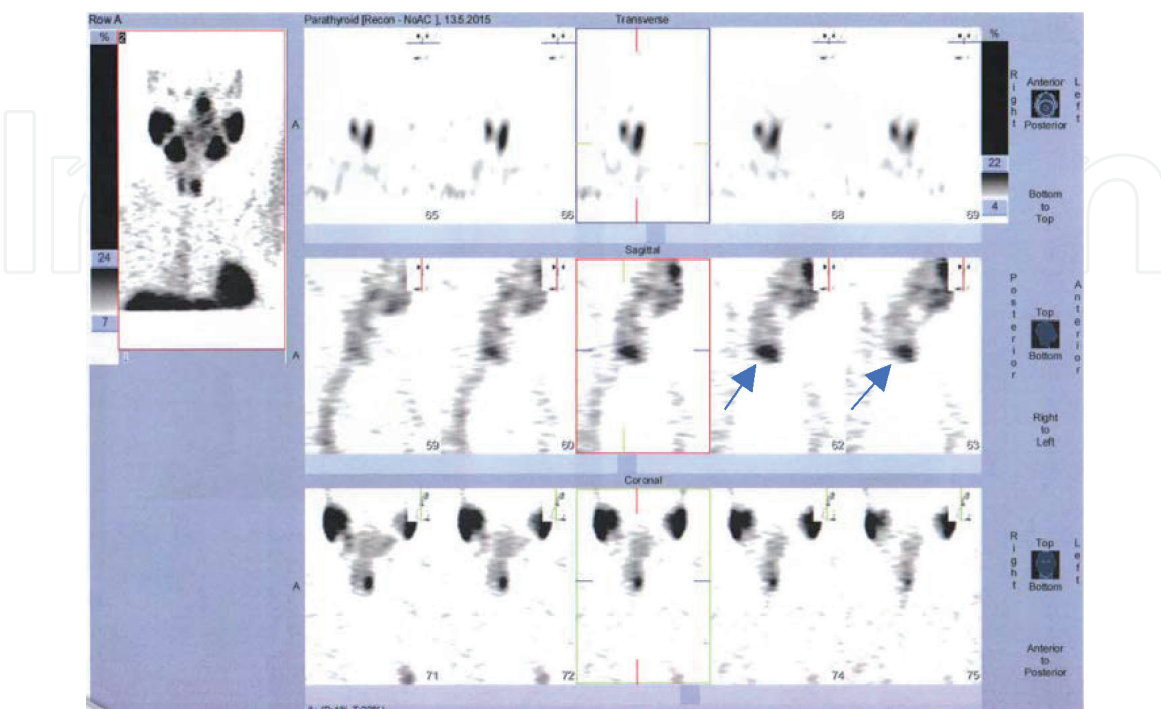 Row A
Parathyroid [Recon - NoAC ], 13.5.2015
Transverse
%
2
24
7
A
65
66
68
69
%
22
4
Right
Anterior
Left
Posterior
Bottom
to
Top
Sagittal
A
59
60
62
63
Posterior
Top
Anterior
Bottom
Right
to
Left
Coronal
A
71
72
74
75
Right
Top
Left
Bottom
Anterior
to
Posterior